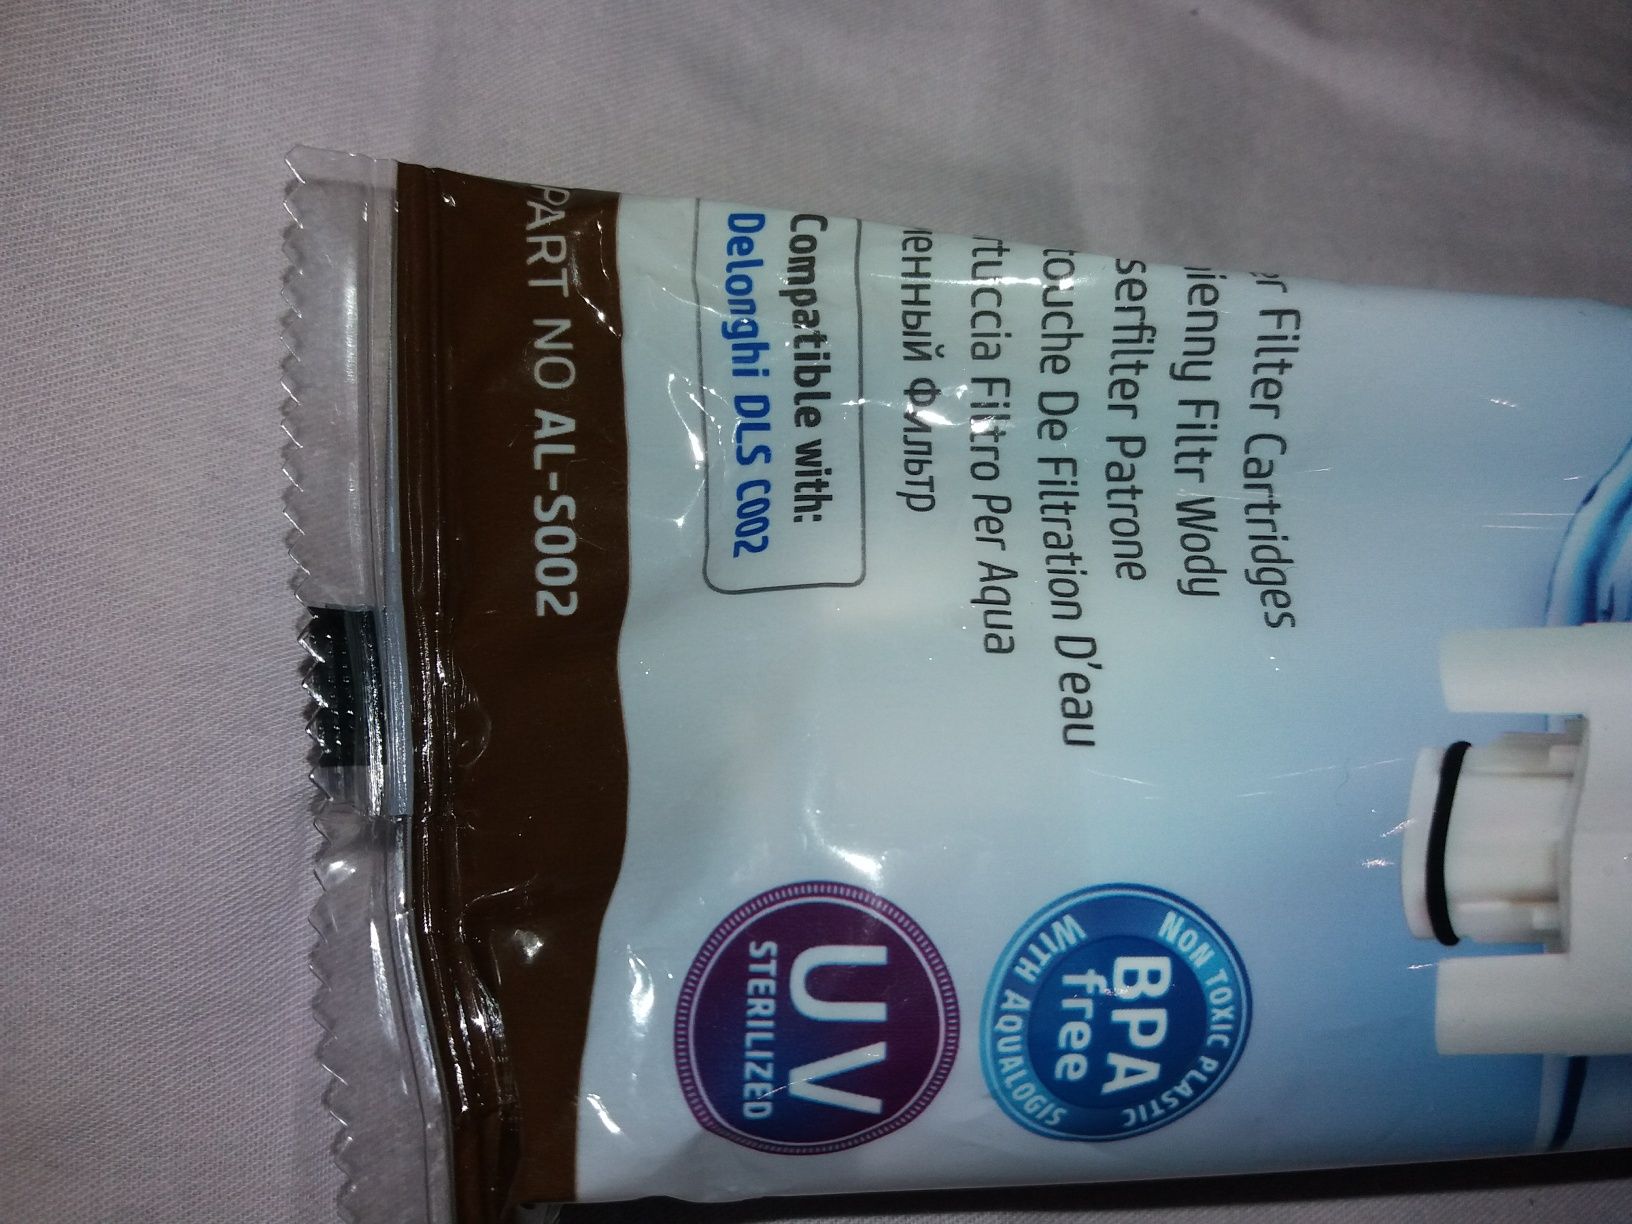 er Filter Cartridges
ienny Filtr Wody
serfilter Patrone
touche De Filtration D'eau
rtuccia Filtro Per Aqua
енный фильтр
Compatible with:
Delonghi DLS C002
PART NO AL-S002
NON TOXIC PLASTIC
BPA
free
WITH AQUALOGIS
UV
STERILIZED